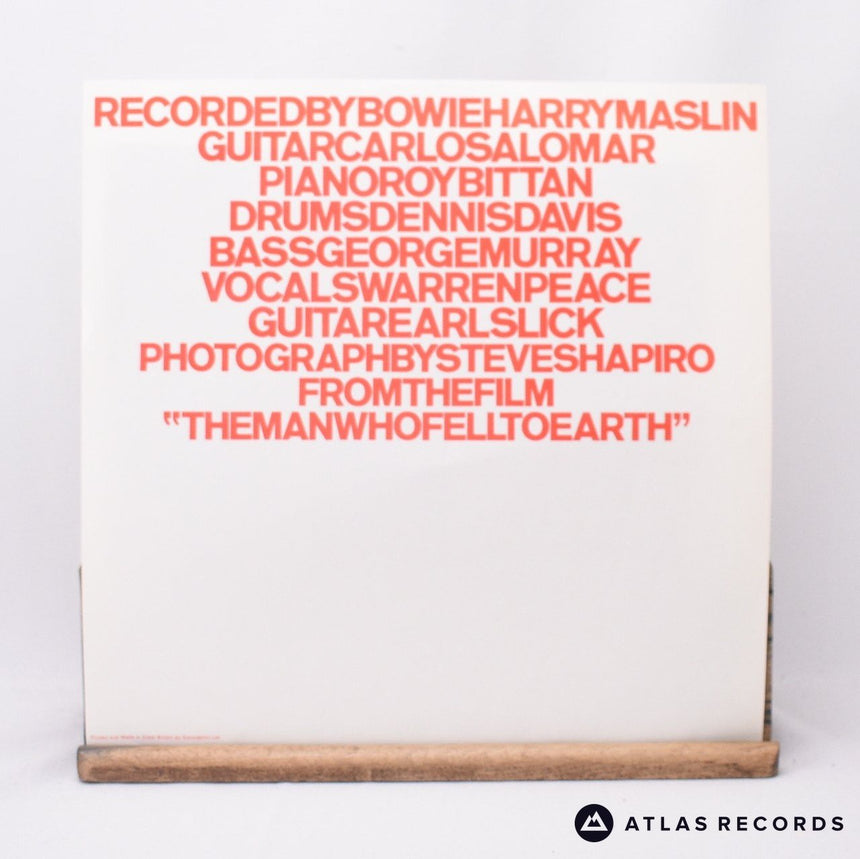 RECORDEDBYBOWIEHARRYMASLIN
GUITARCARLOSALOMAR
PIANOROYBITTAN
DRUMSDENNISDAVIS
BASSGEORGEMURRAY
VOCALSWARRENPEACE
GUITAREARLSLICK
PHOTOGRAPHBYSTEVESHAPIRO
FROMTHEFILM
“THEMANWHOFELLTOEARTH”
ATLAS RECORDS